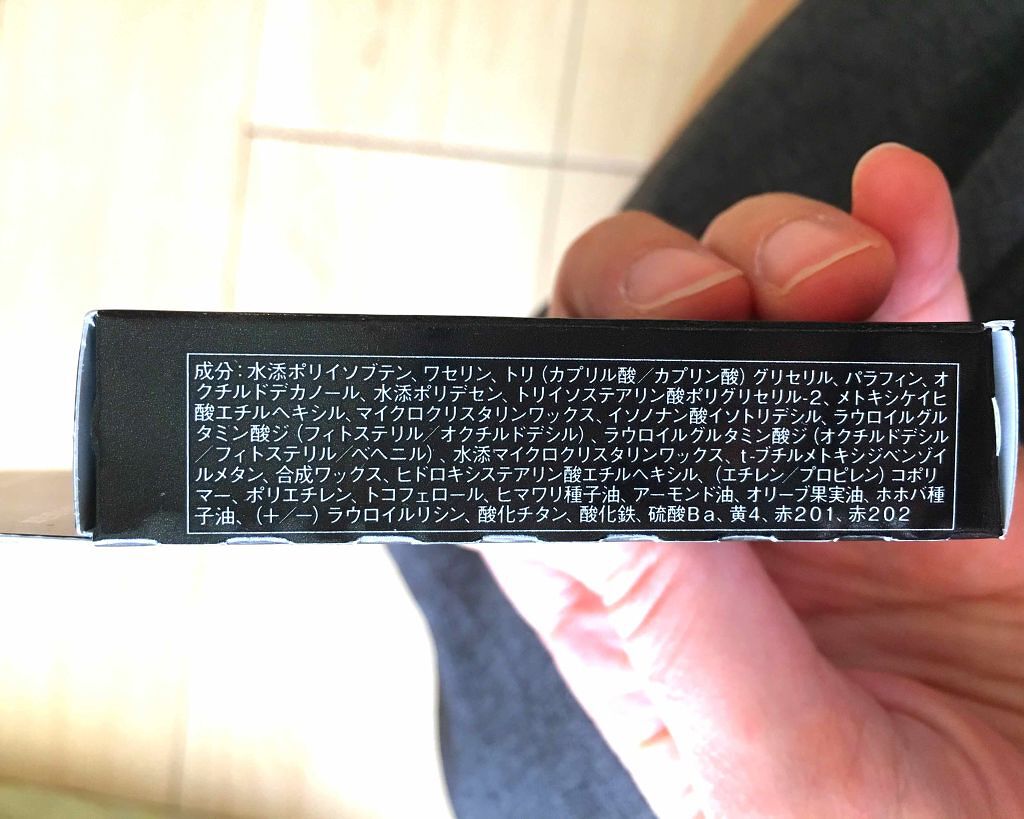 成分：水添ポリイソブテン、ワセリン、トリ（カプリル酸／カプリン酸）グリセリル、パラフィン、オ
クチルドデカノール、水添ポリデセン、トリイソステアリン酸ポリグリセリル-2、メトキシケイヒ
酸エチルヘキシル、マイクロクリスタリンワックス、イソノナン酸イソトリデシル、ラウロイルグル
タミン酸ジ（フィトステリル／オクチルドデシル）、ラウロイルグルタミン酸ジ（オクチルドデシル
／フィトステリル／ベヘニル）、水添マイクロクリスタリンワックス、t-ブチルメトキシジベンゾイ
ルメタン、合成ワックス、ヒドロキシステアリン酸エチルヘキシル、（エチレン／プロピレン）コポリ
マー、ポリエチレン、トコフェロール、ヒマワリ種子油、アーモンド油、オリーブ果実油、ホホバ種
子油、（＋／－）ラウロイルリシン、酸化チタン、酸化鉄、硫酸Ba、黄4、赤201、赤202